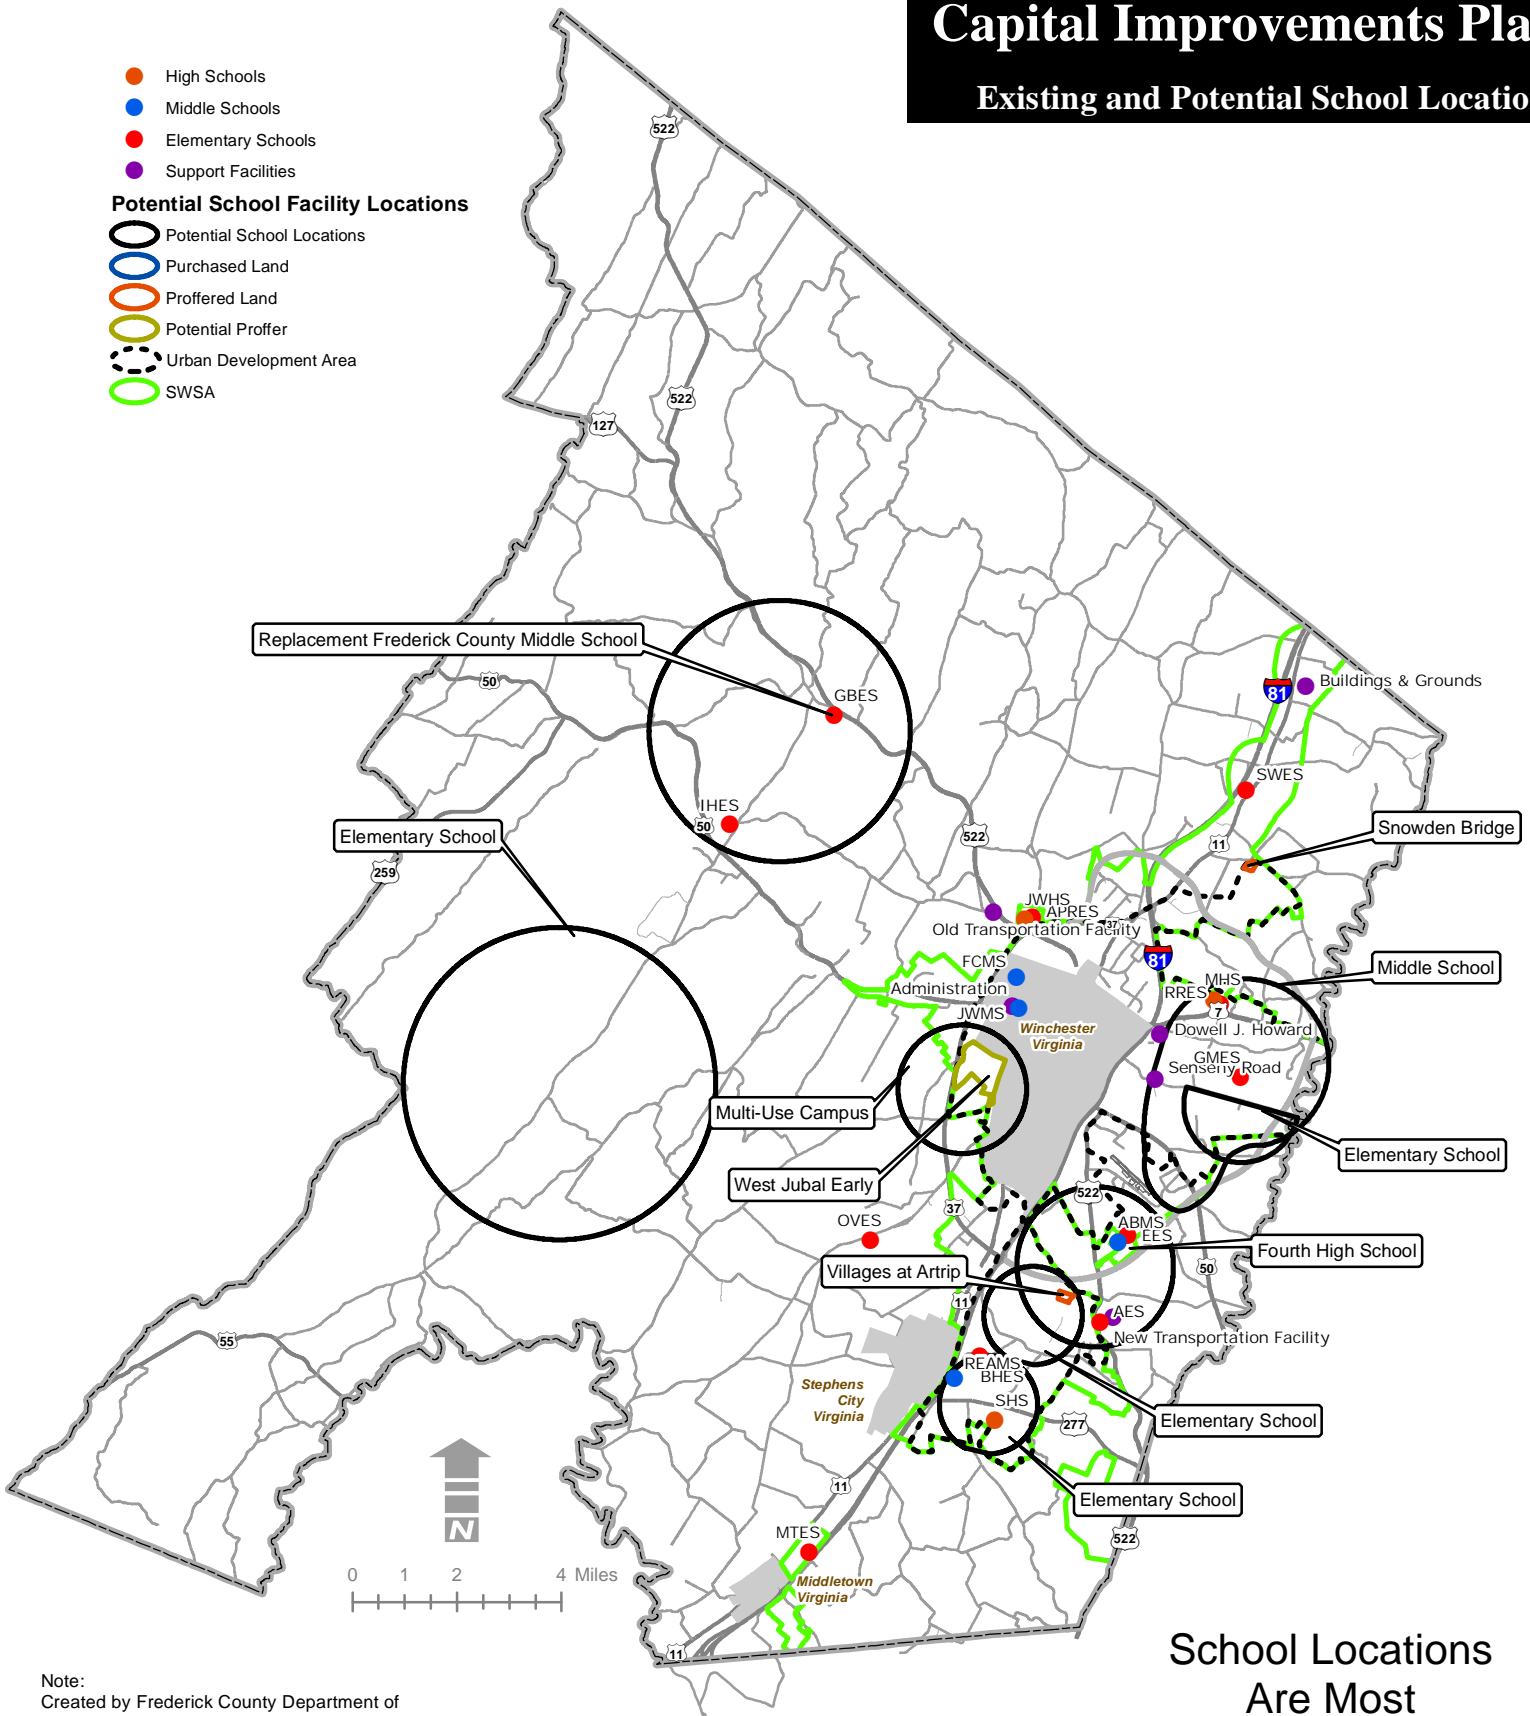 Capital Improvements Pla
Existing and Potential School Locatio
High Schools
Middle Schools
Elementary Schools
Support Facilities
Potential School Facility Locations
Potential School Locations
Purchased Land
Proffered Land
Potential Proffer
Urban Development Area
SWSA
522
522
127
Replacement Frederick County Middle School
50
GBES
81
Buildings & Grounds
SWES
IHES
50
Elementary School
522
Snowden Bridge
11
259
JWHS
APRES
37
Old Transportation Facility
FCMS
81
Middle School
Administration
MHS
RRES
7
JWMS
Winchester
Virginia
Dowell J. Howard
GMES
Senseny Road
Multi-Use Campus
Elementary School
West Jubal Early
522
37
OVES
ABMS
EES
Fourth High School
50
Villages at Artrip
11
AES
New Transportation Facility
55
REAMS
BHES
Stephens
City
Virginia
SHS
277
Elementary School
11
Elementary School
522
MTES
Middletown
Virginia
N
0 1 2 4 Miles
11
School Locations
Are Most
Note:
Created by Frederick County Department of